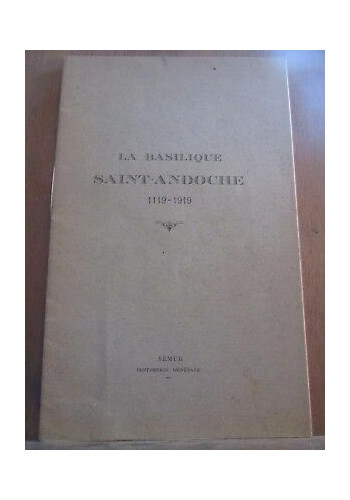 LA BASILIQUE
SAINT-ANDOCHE
1119-1919
SEMUR
IMPRIMERIE GÉNÉRALE